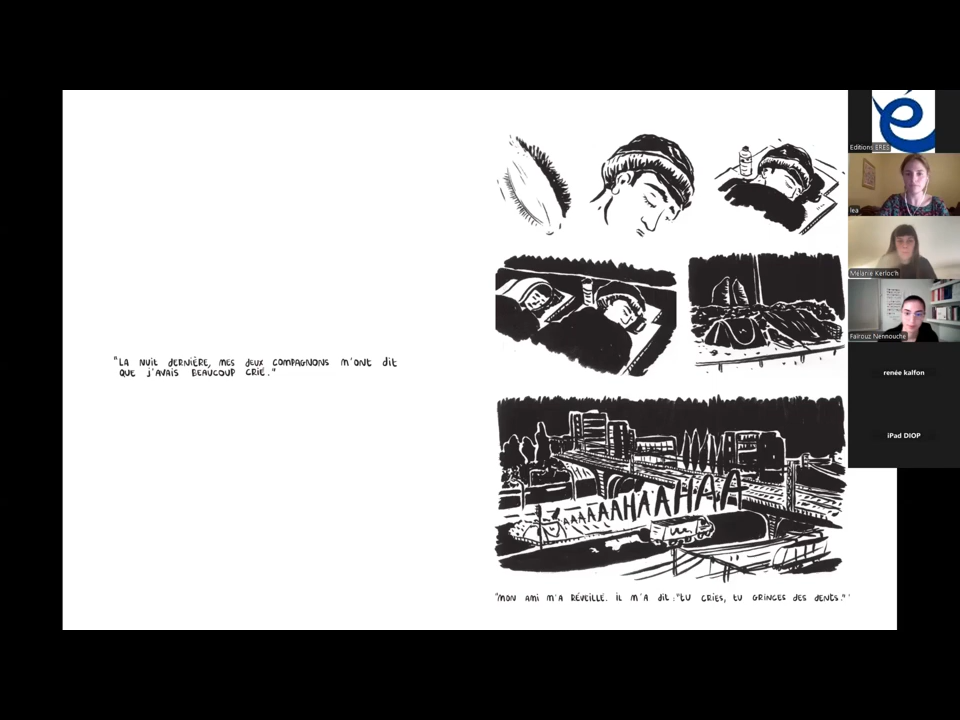 "LA NUIT DERNIÈRE, MES DEUX COMPAGNONS M'ONT DIT
QUE J'AVAIS BEAUCOUP CRIÉ."
AAAAAAHÁAHAA
"MON AMI M'A RÉVEILLÉ. IL M'A DIT : "TU CRIES, TU GRINCES DES DENTS."
é
Editions ERES
lea
Mélanie Kerloc'h
Fairouz Nennouche
renée kalfon
iPad DIOP